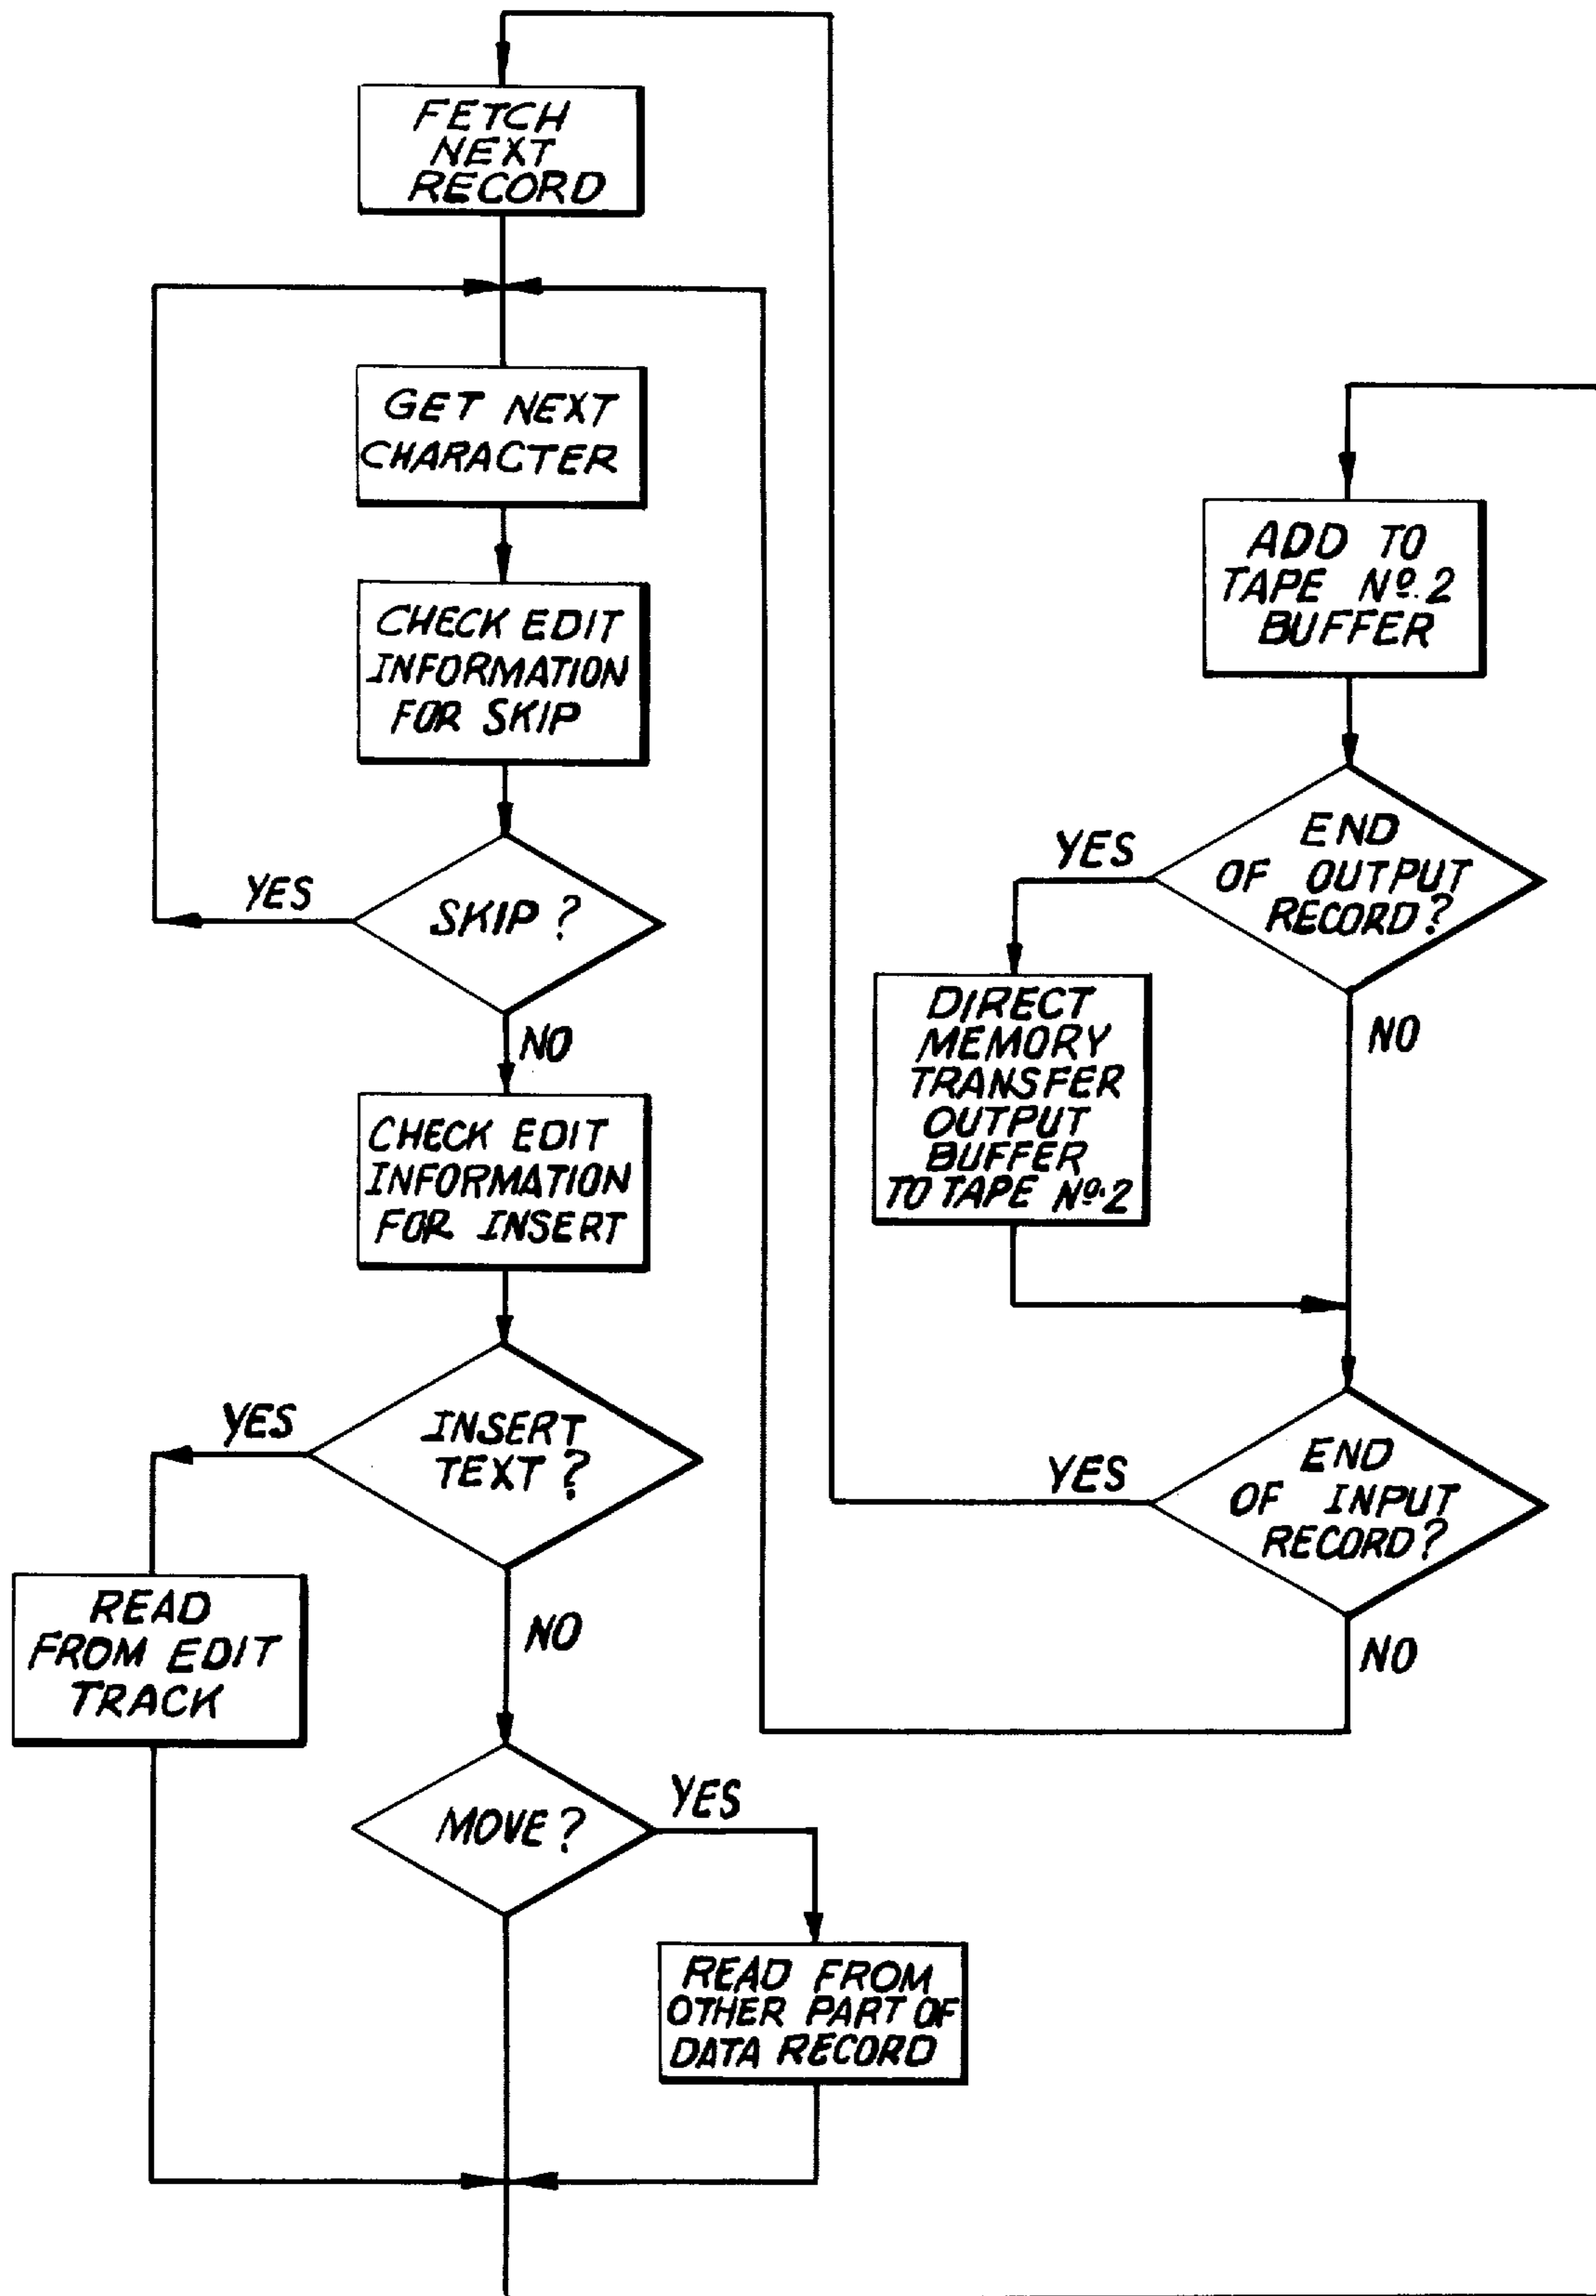 FETCH
NEXT
RECORD
GET NEXT
CHARACTER
CHECK EDIT
INFORMATION
FOR SKIP
YES
SKIP?
NO
CHECK EDIT
INFORMATION
FOR INSERT
YES
INSERT
TEXT?
NO
READ
FROM EDIT
TRACK
MOVE?
YES
READ FROM
OTHER PART OF
DATA RECORD
ADD TO
TAPE Nº.2
BUFFER
YES
END
OF OUTPUT
RECORD?
NO
DIRECT
MEMORY
TRANSFER
OUTPUT
BUFFER
TO TAPE Nº.2
YES
END
OF INPUT
RECORD?
NO